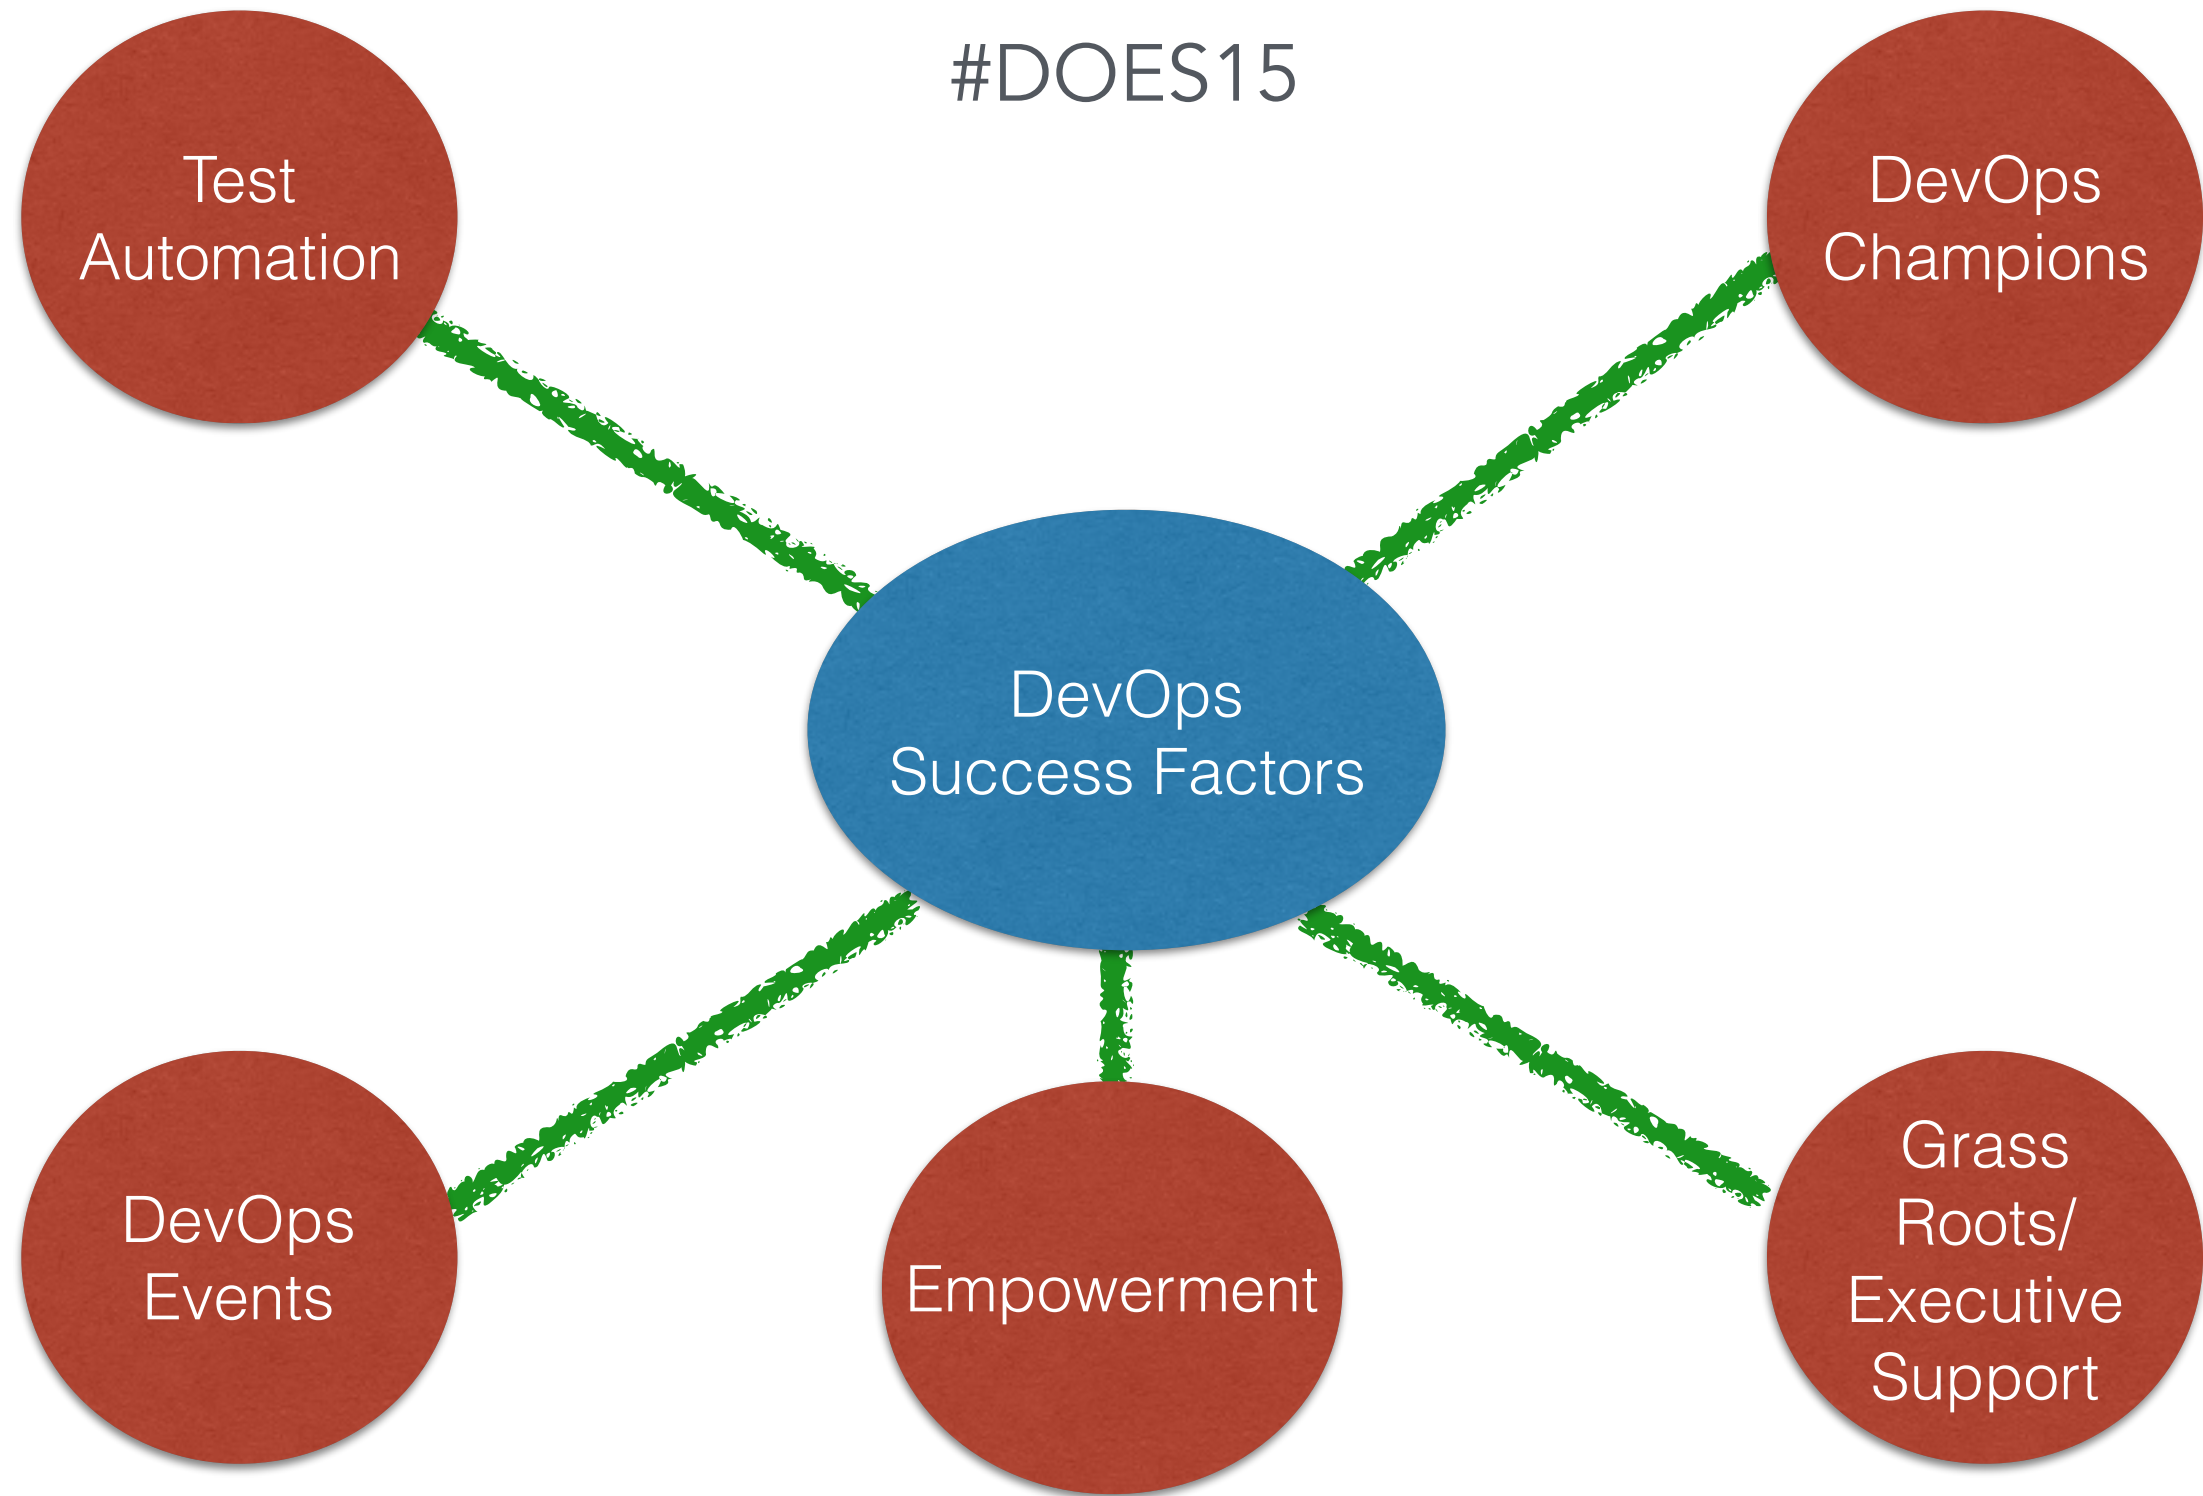 #DOES15
Test
Automation
DevOps
Champions
DevOps
Success Factors
DevOps
Events
Empowerment
Grass
Roots/
Executive
Support